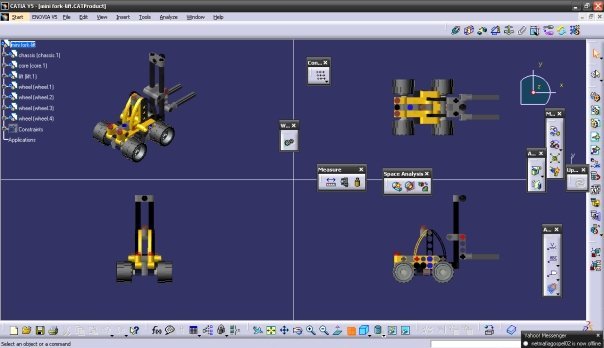 CATIA V5 - [mini fork-lift.CATProduct]
Start ENOVIA V5 File Edit View Insert Tools Analyze Window Help
mini fork-lift
chassis (chassis.1)
core (core.1)
lift (lift.1)
wheel (wheel.1)
wheel (wheel.2)
wheel (wheel.3)
wheel (wheel.4)
Constraints
Applications
Con...
y
x
z
W...
M...
A...
Up...
Measure
Space Analysis
A...
f(x)
Select an object or a command
Yahoo! Messenger
is now offline